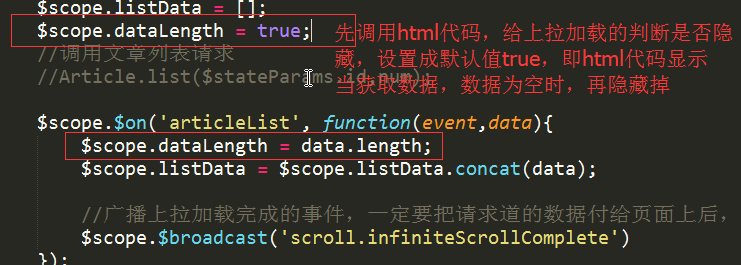 $scope.listData = [];
$scope.dataLength = true;
//调用文章列表请求
//Article.list($stateParams.id,num);
$scope.$on('articleList', function(event,data){
$scope.dataLength = data.length;
$scope.listData = $scope.listData.concat(data);
//广播上拉加载完成的事件，一定要把请求道的数据付给页面上后，
$scope.$broadcast('scroll.infiniteScrollComplete')
});
先调用html代码，给上拉加载的判断是否隐
藏，设置成默认值true，即html代码显示
当获取数据，数据为空时，再隐藏掉